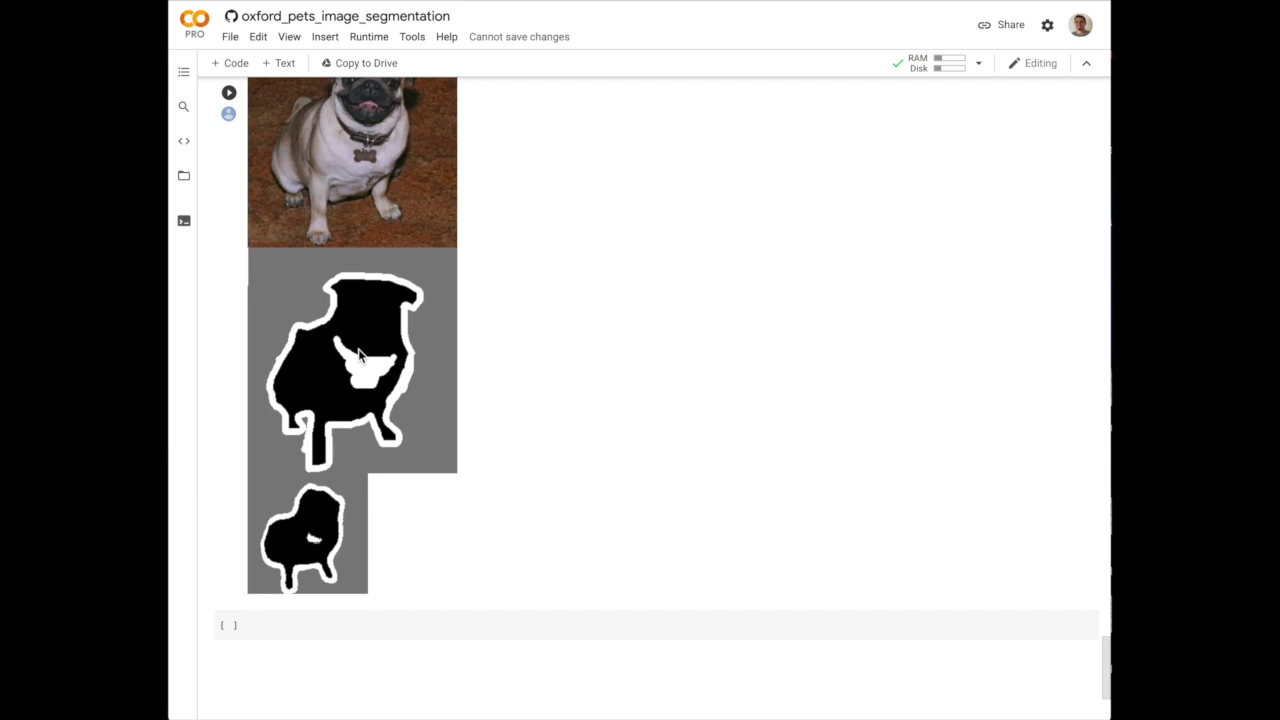 oxford_pets_image_segmentation
PRO
File Edit View Insert Runtime Tools Help Cannot save changes
Share
+ Code + Text Copy to Drive
RAM
Disk
Editing
[ ]